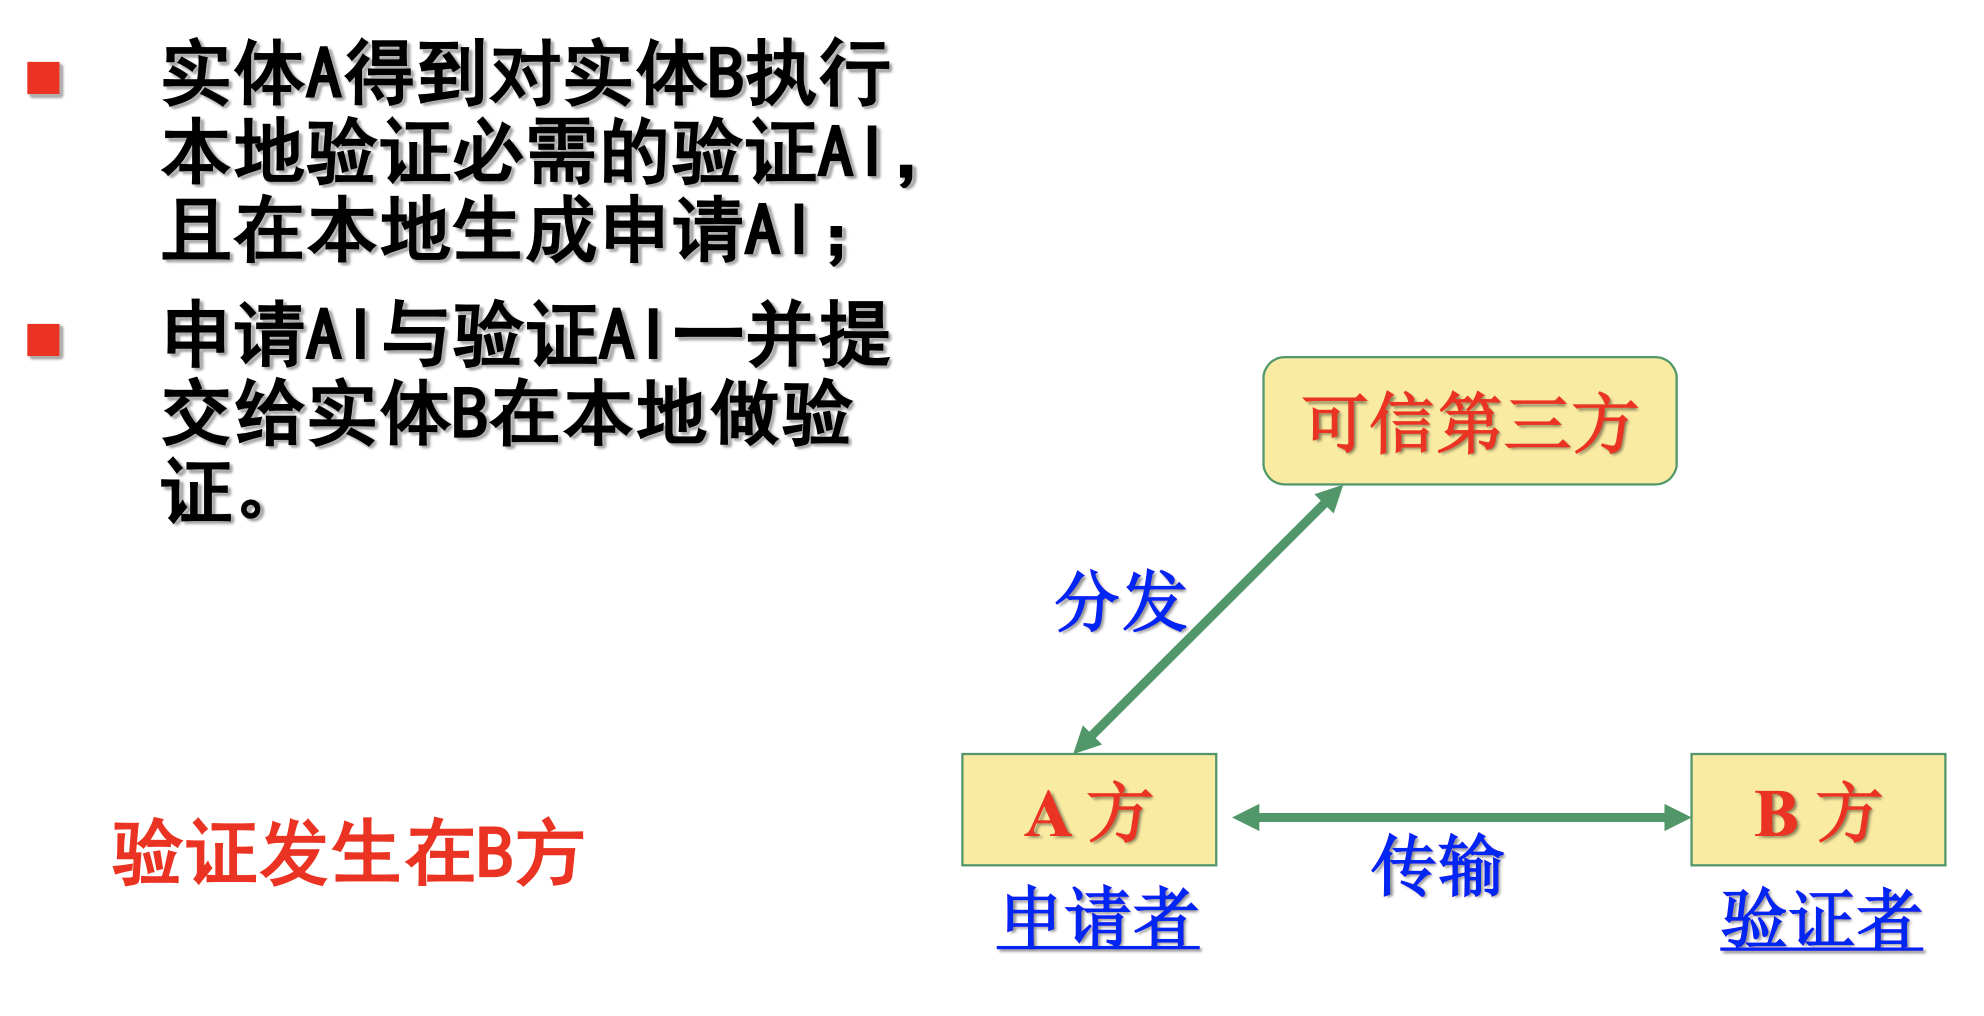 实体A得到对实体B执行
本地验证必需的验证AI，
且在本地生成申请AI；
申请AI与验证AI一并提
交给实体B在本地做验
证。
可信第三方
分发
A 方
B 方
传输
申请者
验证者
验证发生在B方